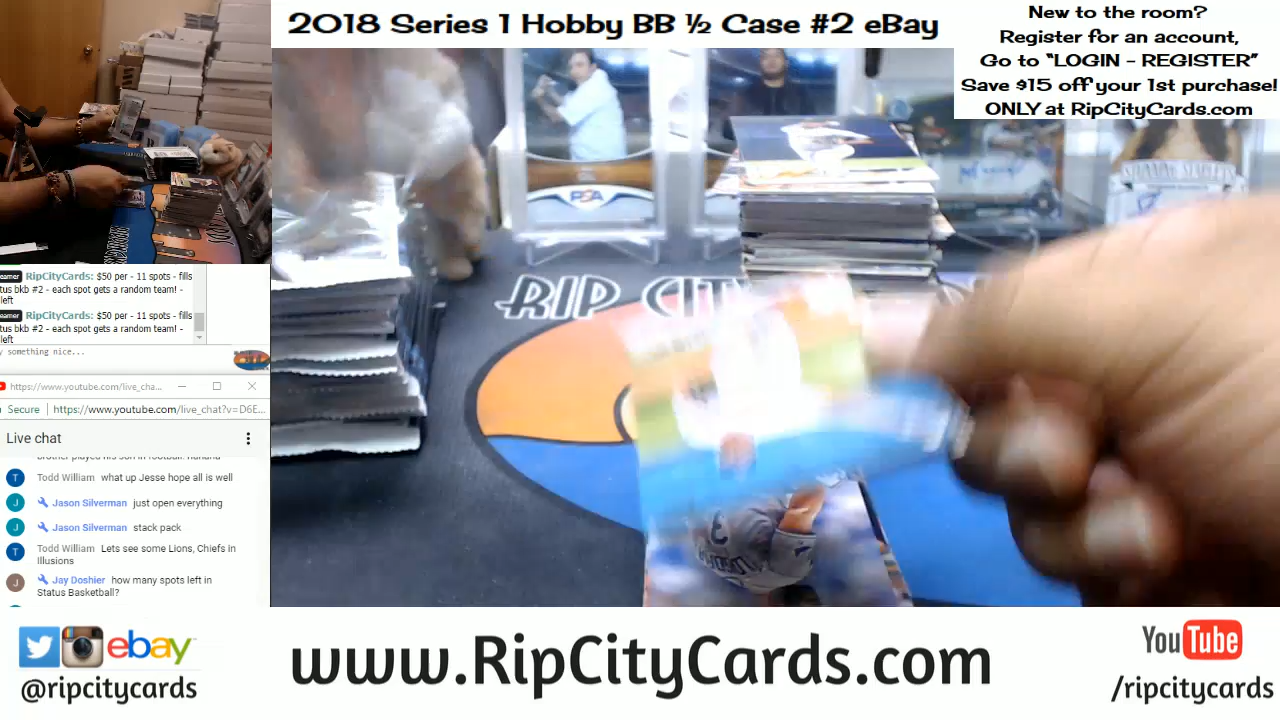 2018 Series 1 Hobby BB ½ Case #2 eBay
New to the room?
Register for an account,
Go to "LOGIN - REGISTER"
Save $15 off your 1st purchase!
ONLY at RipCityCards.com
PSA
RIP CIT
RipCityCards: $50 per - 11 spots - fills
tus bkb #2 - each spot gets a random team! -
left
RipCityCards: $50 per - 11 spots - fills
tus bkb #2 - each spot gets a random team! -
left
y something nice...
https://www.youtube.com/live_cha...
Secure https://www.youtube.com/live_chat?v=D6E...
Live chat
Todd William what up Jesse hope all is well
Jason Silverman just open everything
Jason Silverman stack pack
Todd William Lets see some Lions, Chiefs in
Illusions
Jay Doshier how many spots left in
Status Basketball?
ebay
@ripcitycards
www.RipCityCards.com
YouTube
/ripcitycards